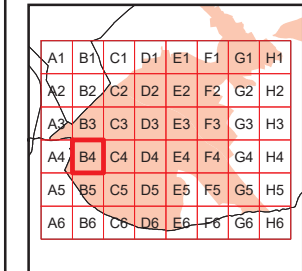 A1 B1 C1 D1 E1 F1 G1 H1
A2 B2 C2 D2 E2 F2 G2 H2
A3 B3 C3 D3 E3 F3 G3 H3
A4 B4 C4 D4 E4 F4 G4 H4
A5 B5 C5 D5 E5 F5 G5 H5
A6 B6 C6 D6 E6 F6 G6 H6